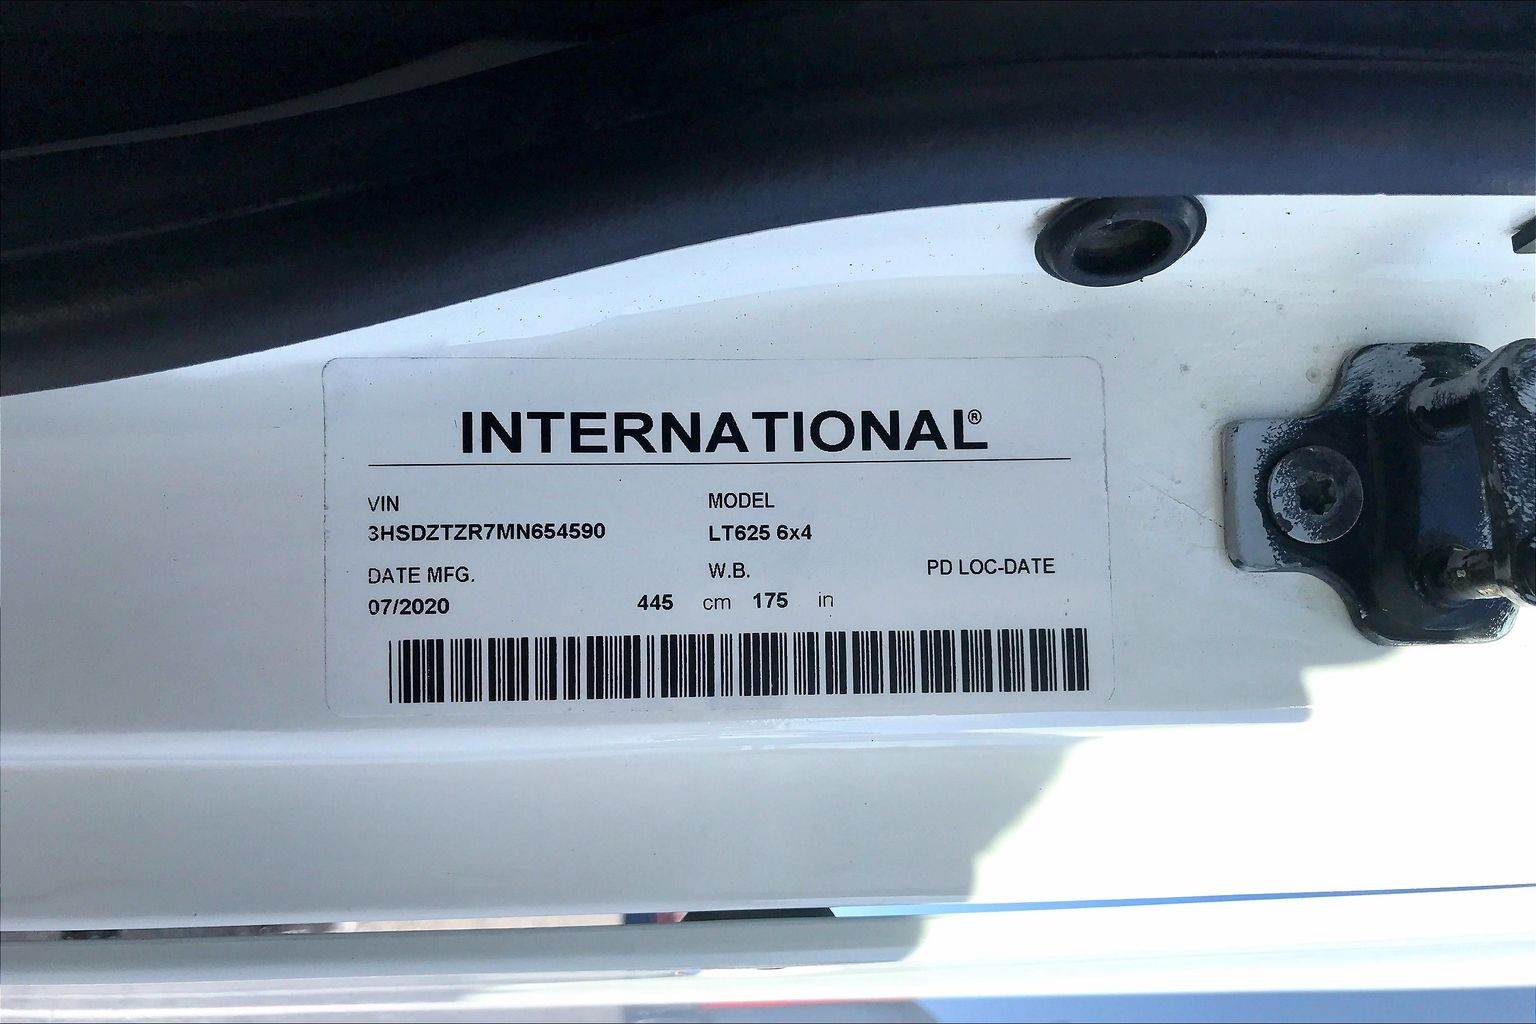 INTERNATIONAL®
VIN MODEL
3HSDZTZR7MN654590 LT625 6x4
DATE MFG. W.B. PD LOC-DATE
07/2020 445 cm 175 in